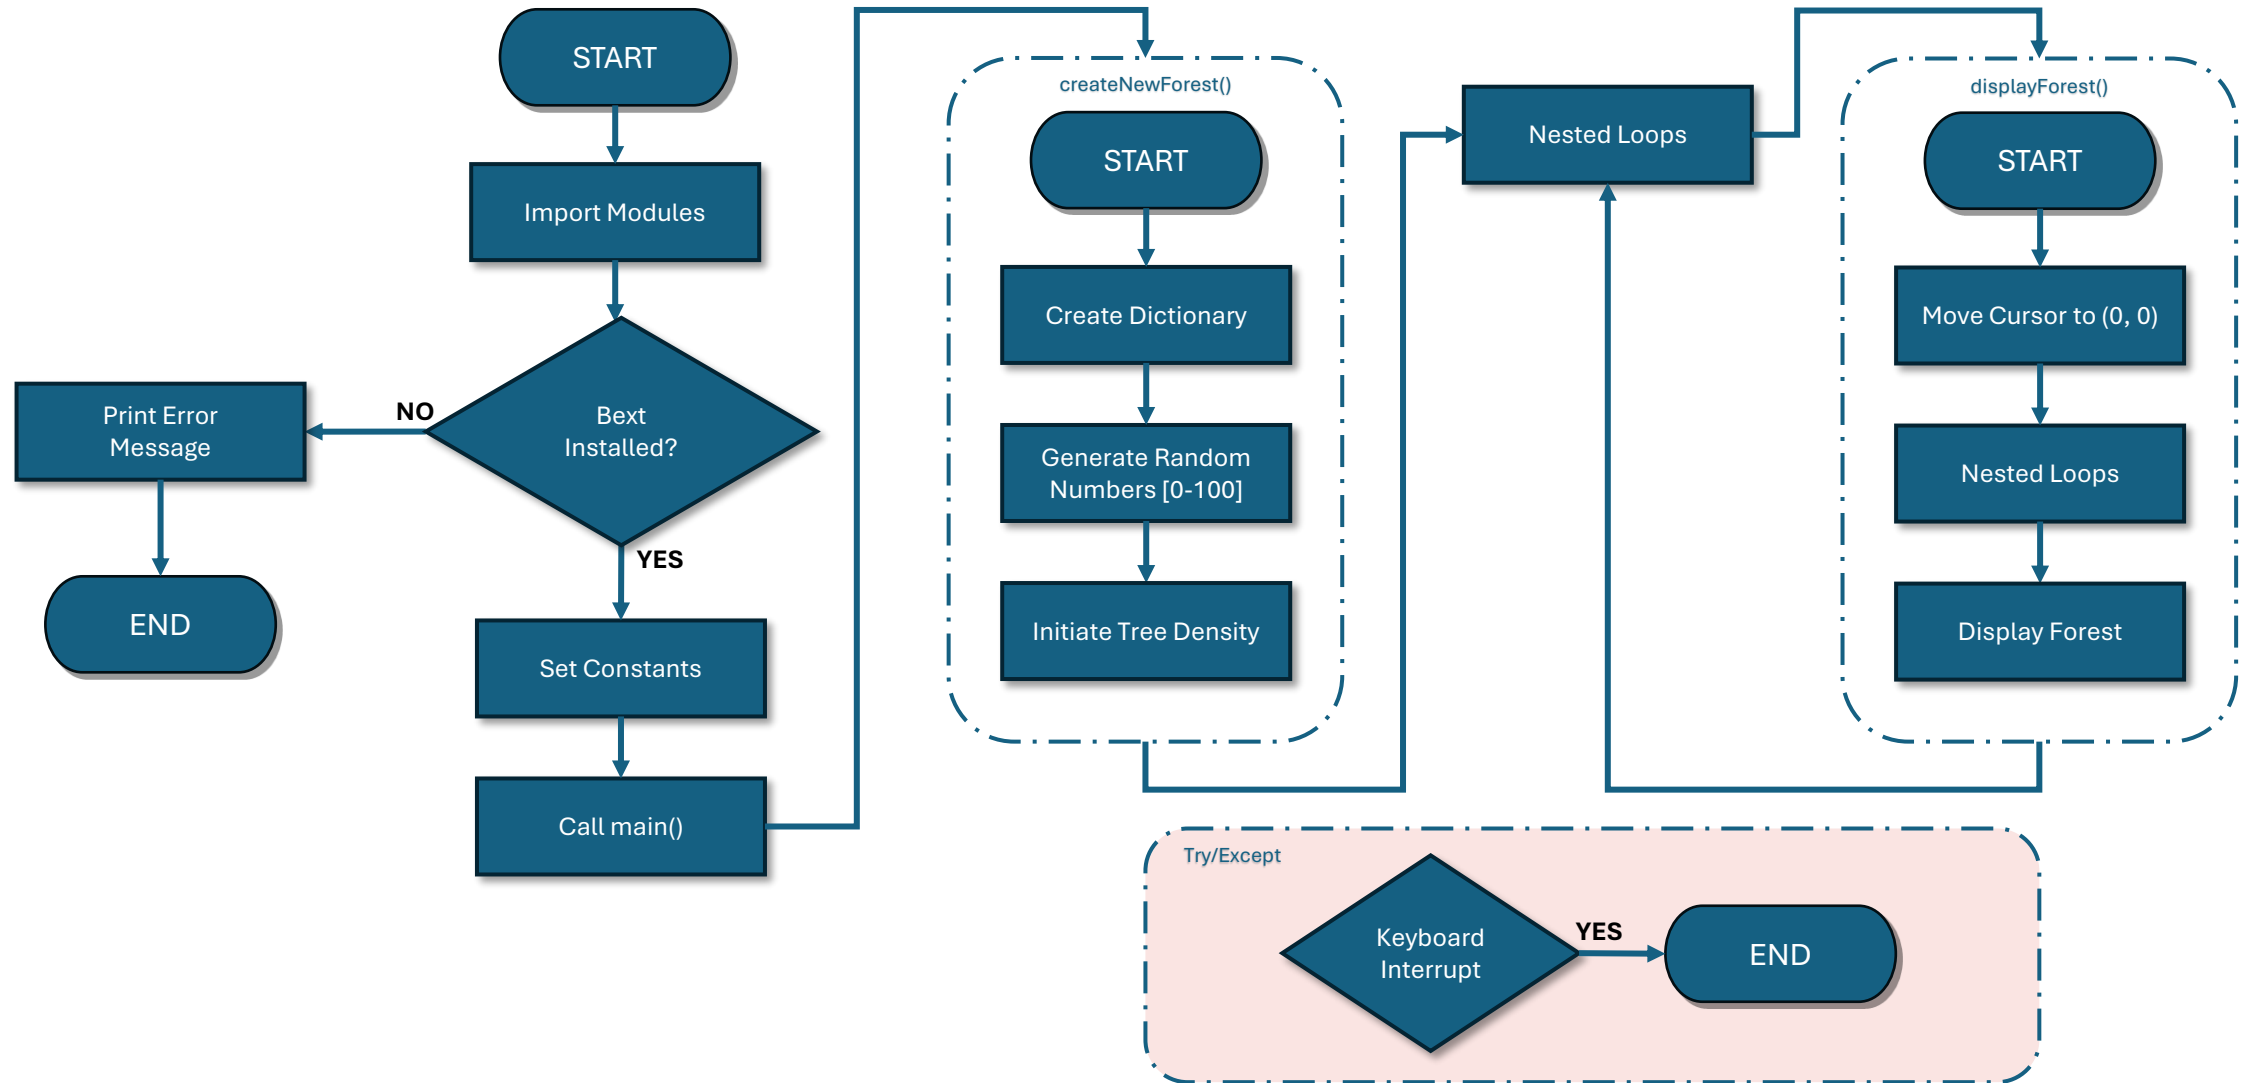 START
Import Modules
Bext
Installed?
NO
Print Error
Message
END
YES
Set Constants
Call main()
createNewForest()
START
Create Dictionary
Generate Random
Numbers [0-100]
Initiate Tree Density
Nested Loops
displayForest()
START
Move Cursor to (0, 0)
Nested Loops
Display Forest
Try/Except
Keyboard
Interrupt
YES
END